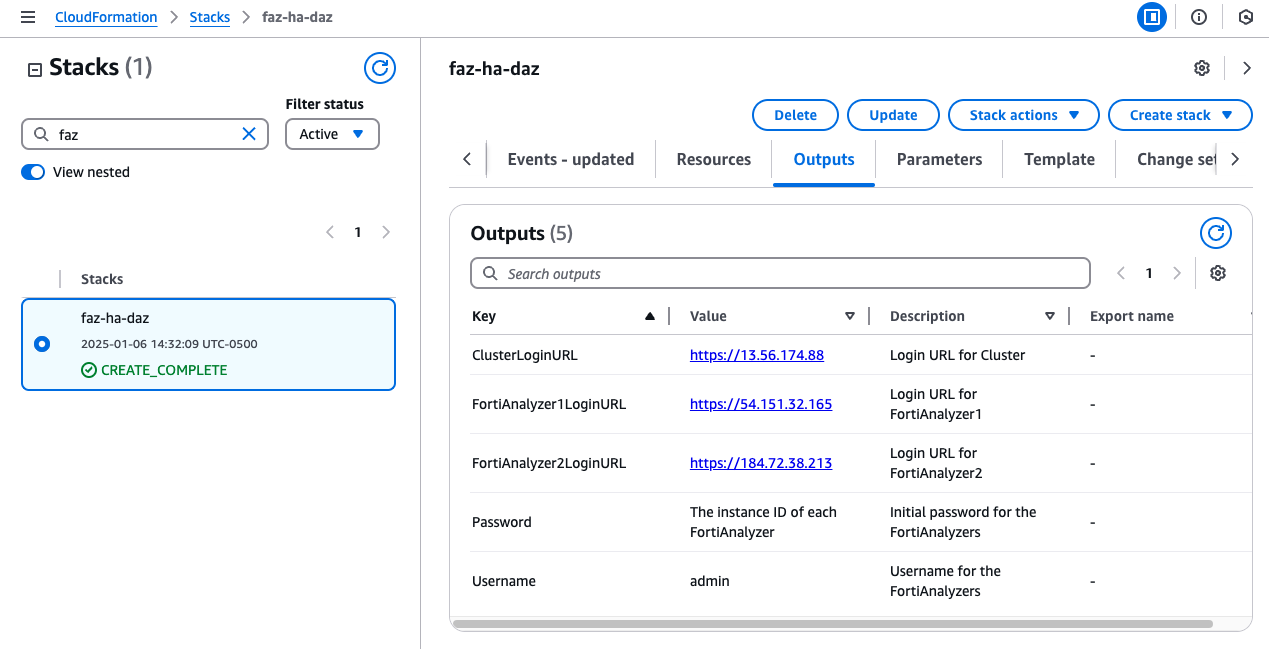 CloudFormation
Stacks
faz-ha-daz
Stacks (1)
Filter status
faz
Active
View nested
1
Stacks
faz-ha-daz
2025-01-06 14:32:09 UTC-0500
CREATE_COMPLETE
faz-ha-daz
Delete
Update
Stack actions
Create stack
Events - updated
Resources
Outputs
Parameters
Template
Change set
Outputs (5)
Search outputs
1
Key Value Description Export name
ClusterLoginURL https://13.56.174.88 Login URL for Cluster -
FortiAnalyzer1LoginURL https://54.151.32.165 Login URL for
FortiAnalyzer1 -
FortiAnalyzer2LoginURL https://184.72.38.213 Login URL for
FortiAnalyzer2 -
Password The instance ID of each
FortiAnalyzer Initial password for the
FortiAnalyzers -
Username admin Username for the
FortiAnalyzers -